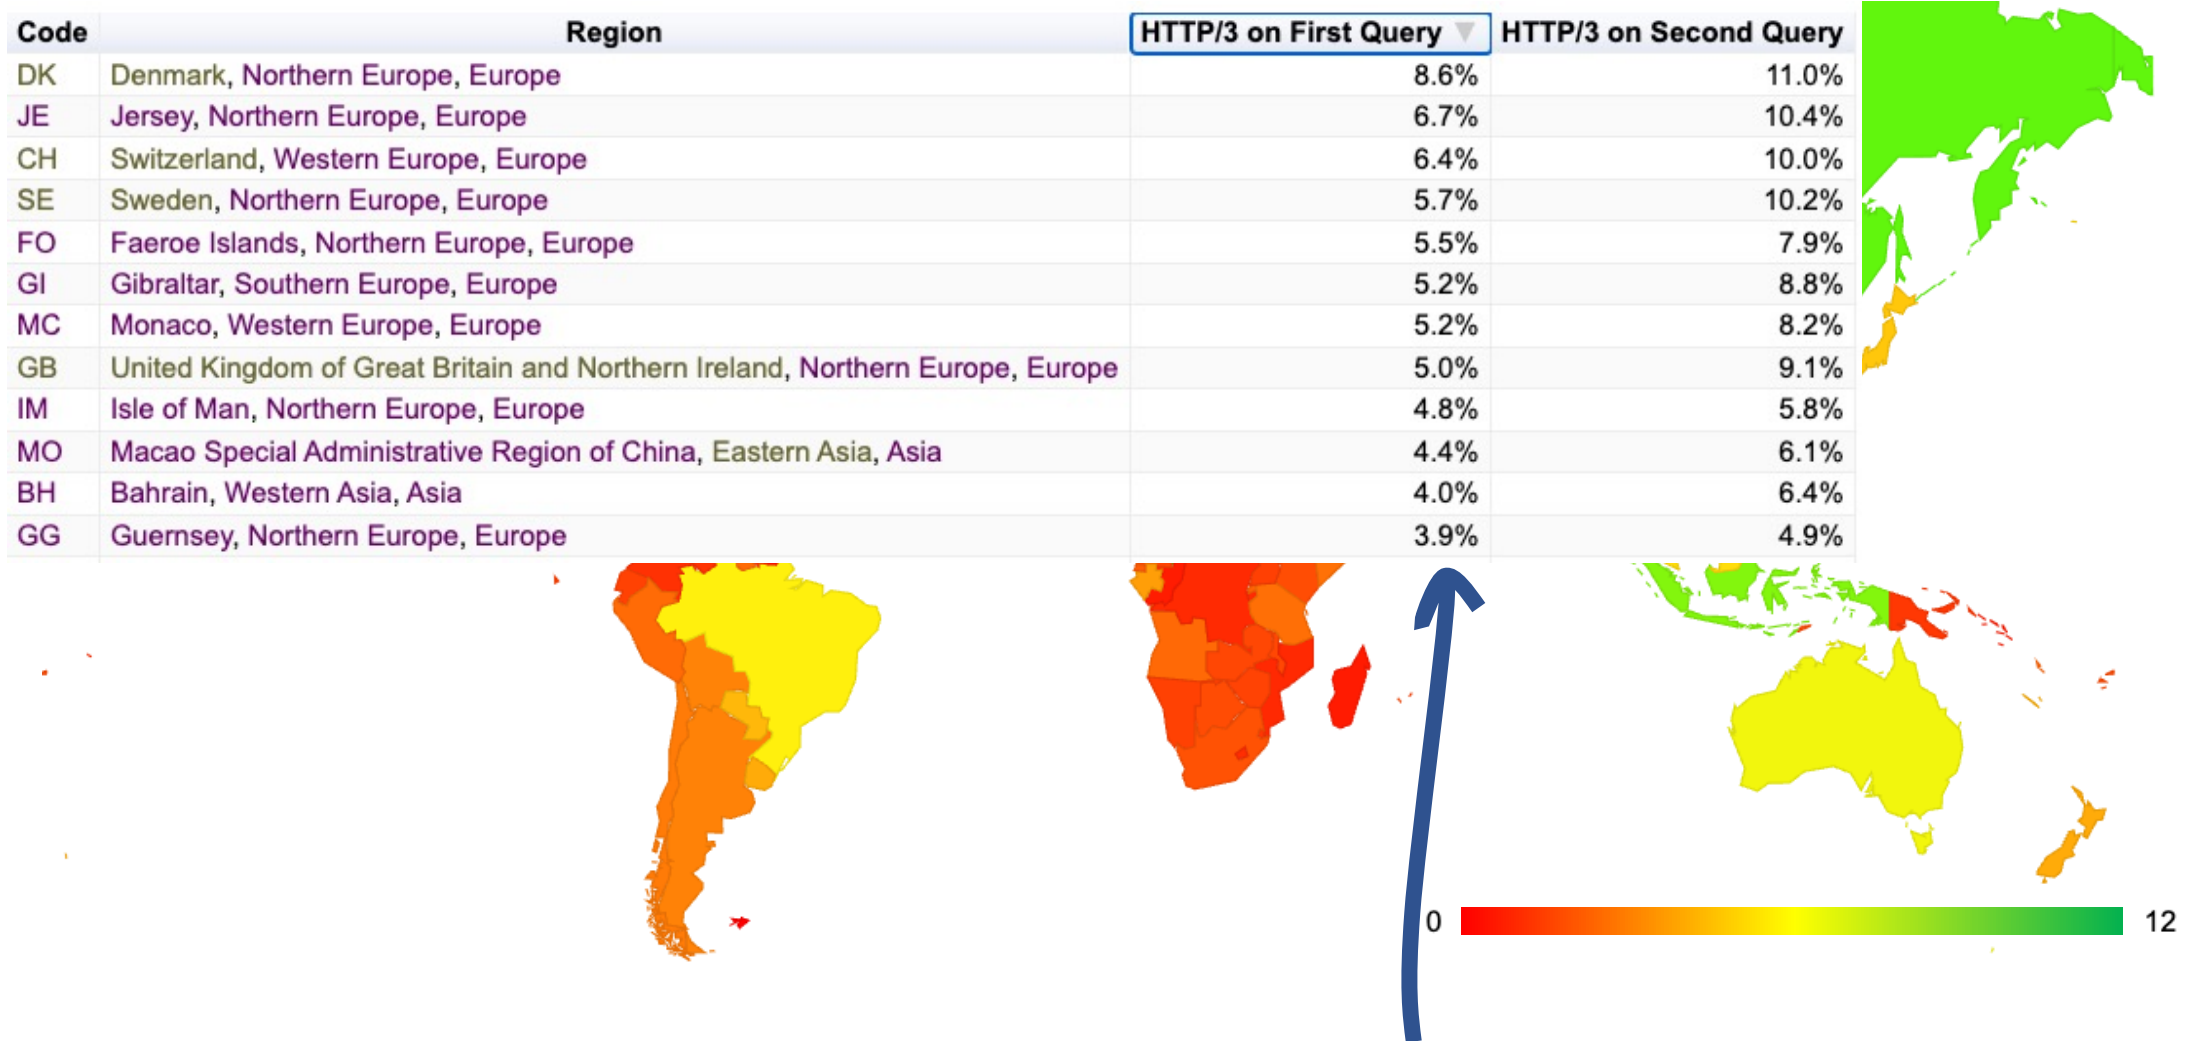 Code Region HTTP/3 on First Query HTTP/3 on Second Query
DK Denmark, Northern Europe, Europe 8.6% 11.0%
JE Jersey, Northern Europe, Europe 6.7% 10.4%
CH Switzerland, Western Europe, Europe 6.4% 10.0%
SE Sweden, Northern Europe, Europe 5.7% 10.2%
FO Faeroe Islands, Northern Europe, Europe 5.5% 7.9%
GI Gibraltar, Southern Europe, Europe 5.2% 8.8%
MC Monaco, Western Europe, Europe 5.2% 8.2%
GB United Kingdom of Great Britain and Northern Ireland, Northern Europe, Europe 5.0% 9.1%
IM Isle of Man, Northern Europe, Europe 4.8% 5.8%
MO Macao Special Administrative Region of China, Eastern Asia, Asia 4.4% 6.1%
BH Bahrain, Western Asia, Asia 4.0% 6.4%
GG Guernsey, Northern Europe, Europe 3.9% 4.9%
0 12